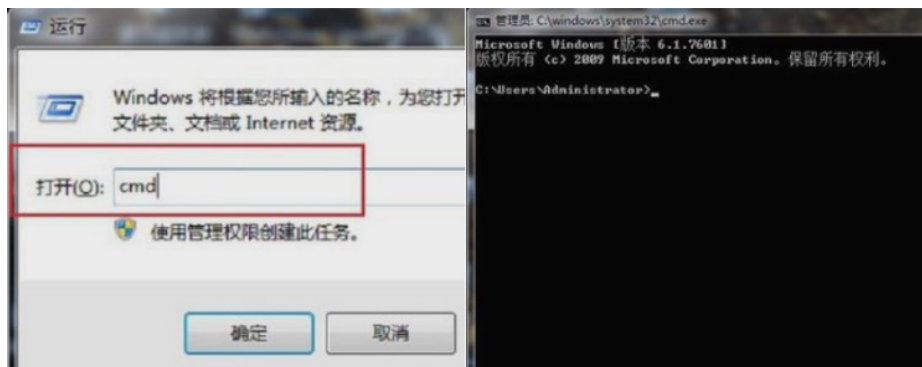 运行
Windows 将根据您所输入的名称，为您打开
文件夹、文档或 Internet 资源。
打开(O): cmd
使用管理权限创建此任务。
确定
取消
管理员: C:\windows\system32\cmd.exe
Microsoft Windows [版本 6.1.7601]
版权所有 <c> 2009 Microsoft Corporation。保留所有权利。
C:\Users\Administrator>_